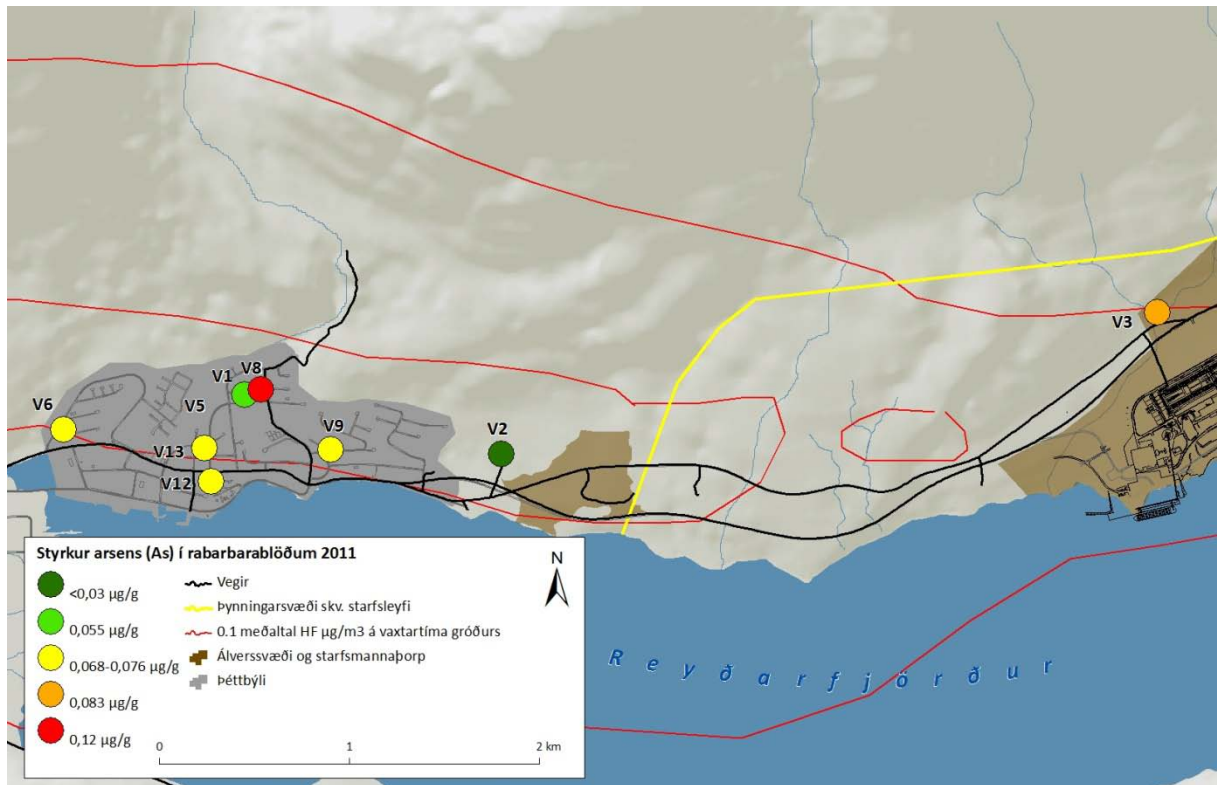 V3
V1
V8
V6
V5
V9
V2
V13
V12
Styrkur arsens (As) í rabarbarablöðum 2011
<0,03 µg/g
0,055 µg/g
0,068-0,076 µg/g
0,083 µg/g
0,12 µg/g
Vegir
Þynningarsvæði skv. starfsleyfi
0.1 meðaltal HF µg/m3 á vaxtartíma gróðurs
Álverssvæði og starfsmannaþorp
Þéttbýli
N
0 1 2 km
Reyðarfjörður